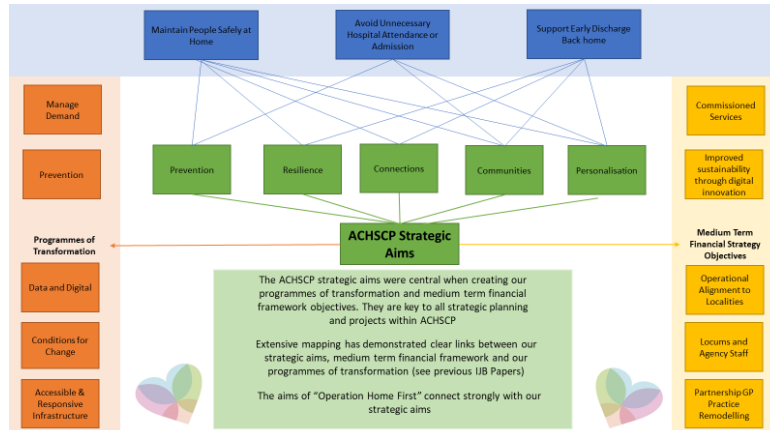 Maintain People Safely at
Home
Avoid Unnecessary
Hospital Attendance or
Admission
Support Early Discharge
Back home
Manage
Demand
Prevention
Programmes of
Transformation
Data and Digital
Conditions for
Change
Accessible &
Responsive
Infrastructure
Prevention
Resilience
Connections
Communities
Personalisation
ACHSCP Strategic
Aims
The ACHSCP strategic aims were central when creating our
programmes of transformation and medium term financial
framework objectives. They are key to all strategic planning
and projects within ACHSCP
Extensive mapping has demonstrated clear links between our
strategic aims, medium term financial framework and our
programmes of transformation (see previous IJB Papers)
The aims of “Operation Home First” connect strongly with our
strategic aims
Commissioned
Services
Improved
sustainability
through digital
innovation
Medium Term
Financial Strategy
Objectives
Operational
Alignment to
Localities
Locums and
Agency Staff
Partnership GP
Practice
Remodelling